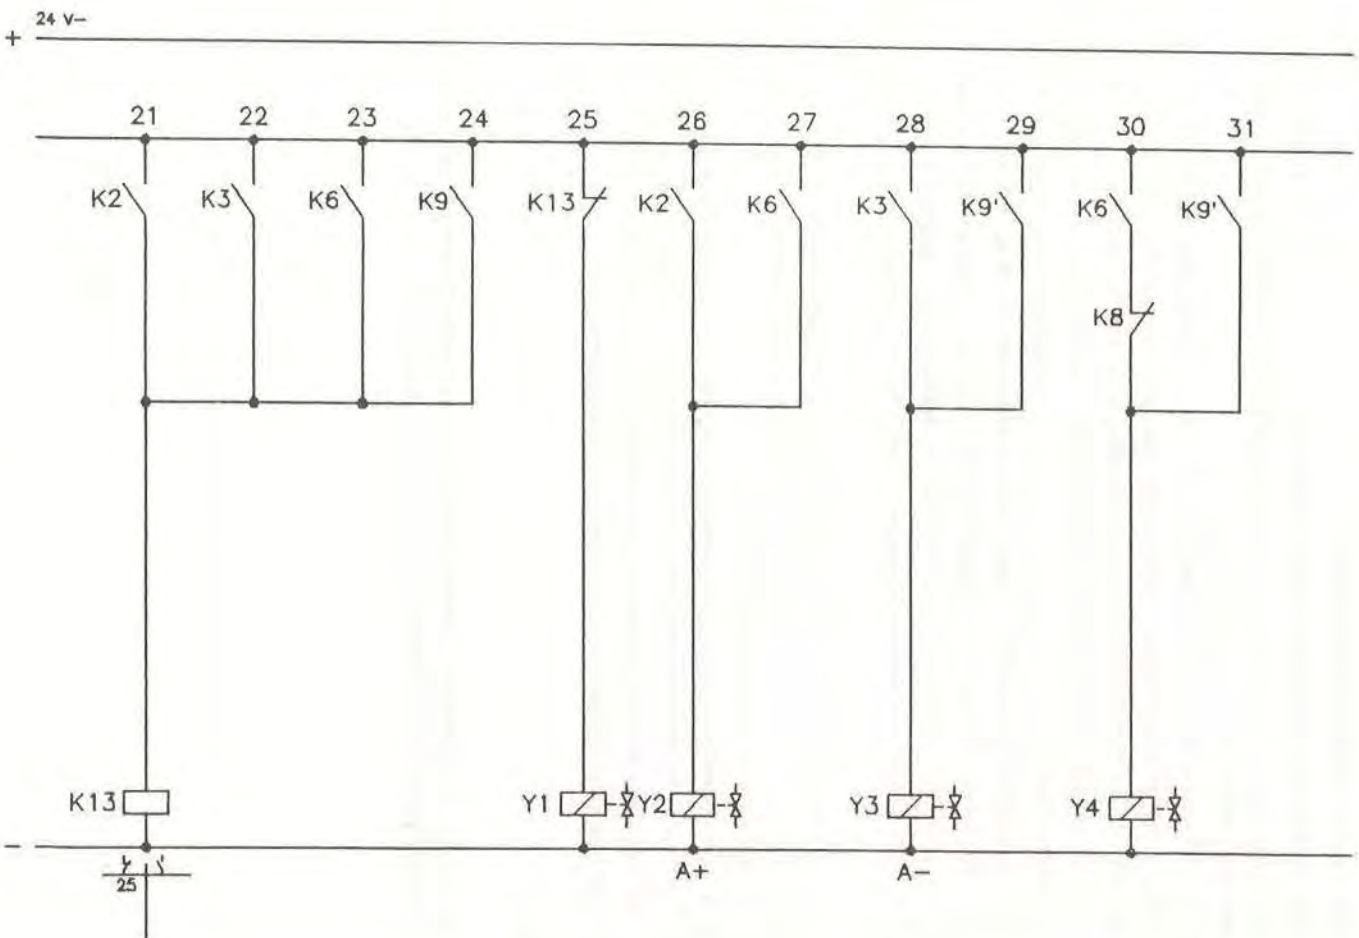 24 V–
+
21 22 23 24 25 26 27 28 29 30 31
K2 K3 K6 K9 K13 K2 K6 K3 K9' K6 K9'
K8
K13 Y1 Y2 Y3 Y4
–
25 A+ A–